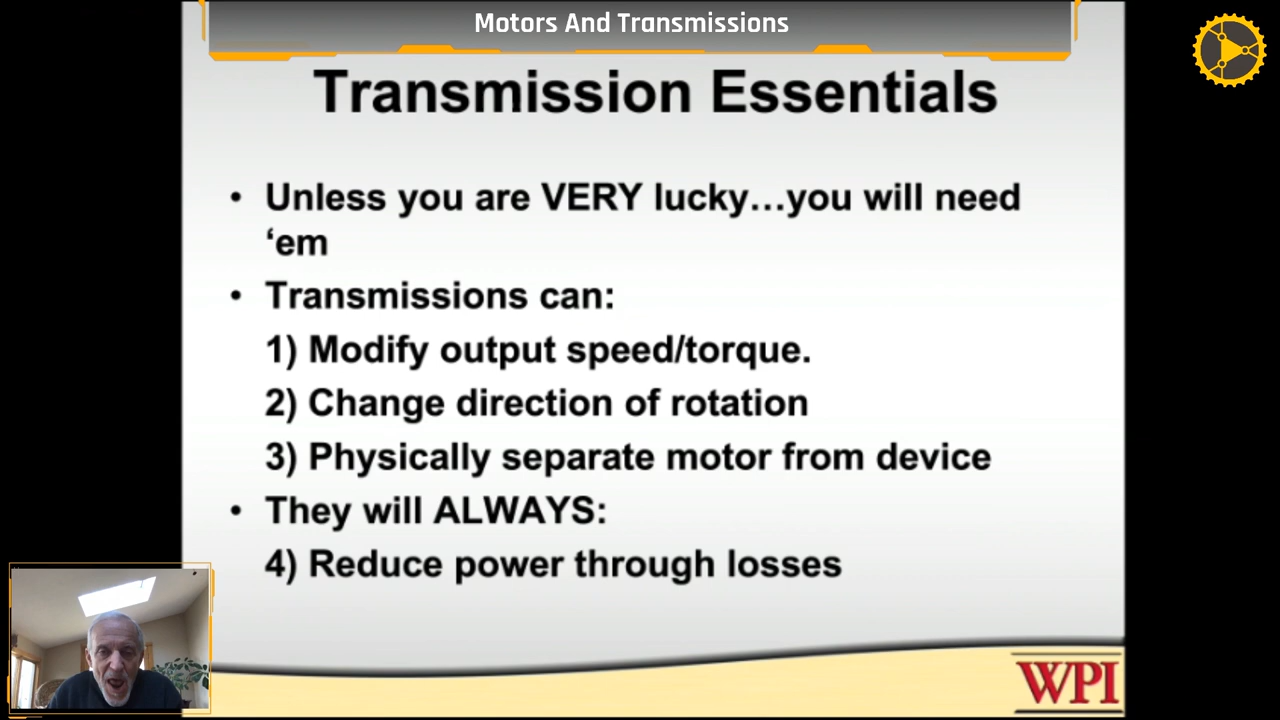 Motors And Transmissions
Transmission Essentials
• Unless you are VERY lucky…you will need
‘em
• Transmissions can:
1) Modify output speed/torque.
2) Change direction of rotation
3) Physically separate motor from device
• They will ALWAYS:
4) Reduce power through losses
WPI